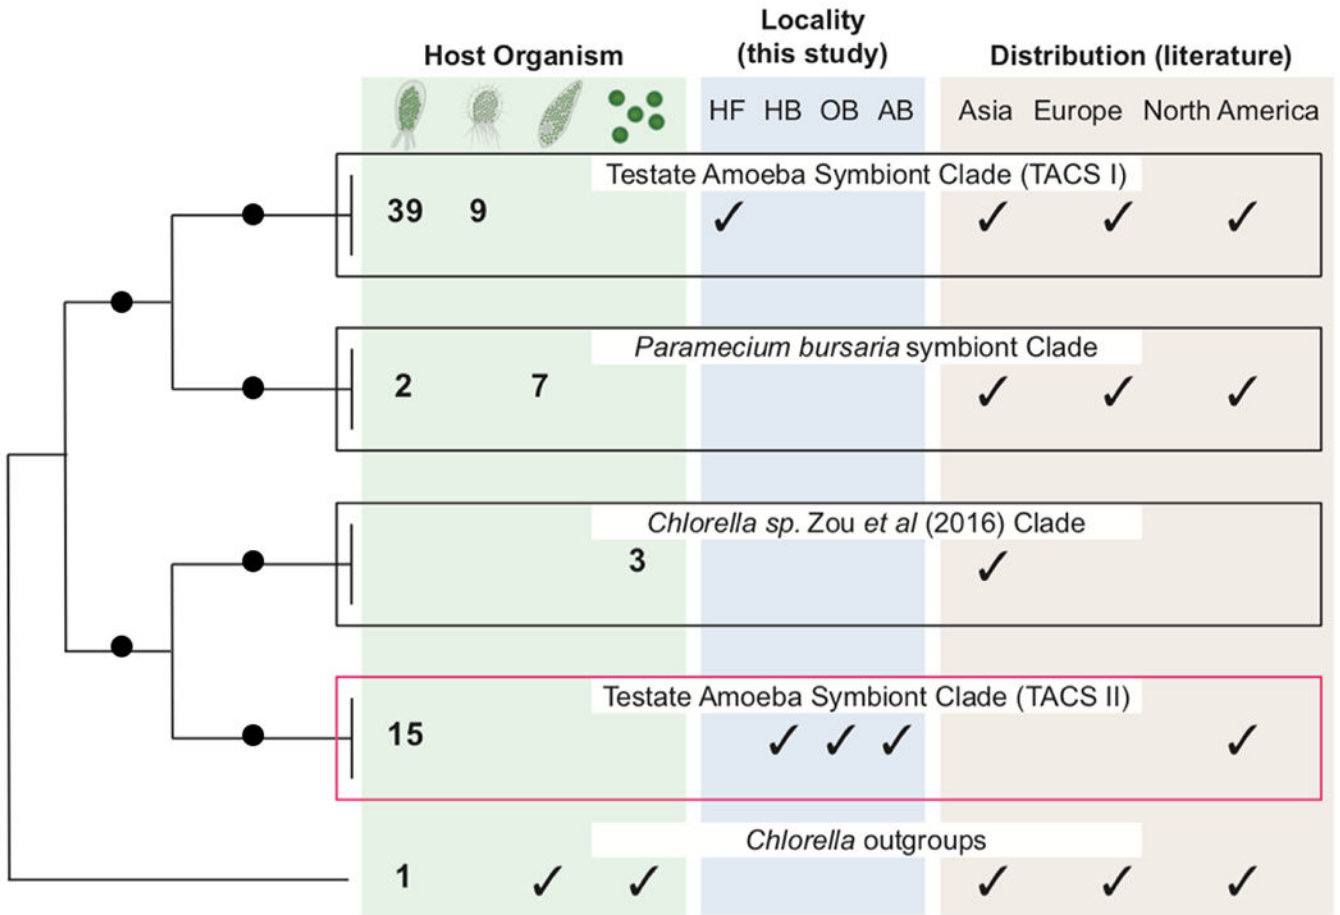 Host Organism
Locality
(this study)
Distribution (literature)
HF HB OB AB
Asia Europe North America
Testate Amoeba Symbiont Clade (TACS I)
39 9 ✓ ✓ ✓ ✓
Paramecium bursaria symbiont Clade
2 7 ✓ ✓ ✓
Chlorella sp. Zou et al (2016) Clade
3 ✓
Testate Amoeba Symbiont Clade (TACS II)
15 ✓ ✓ ✓ ✓
Chlorella outgroups
1 ✓ ✓ ✓ ✓ ✓